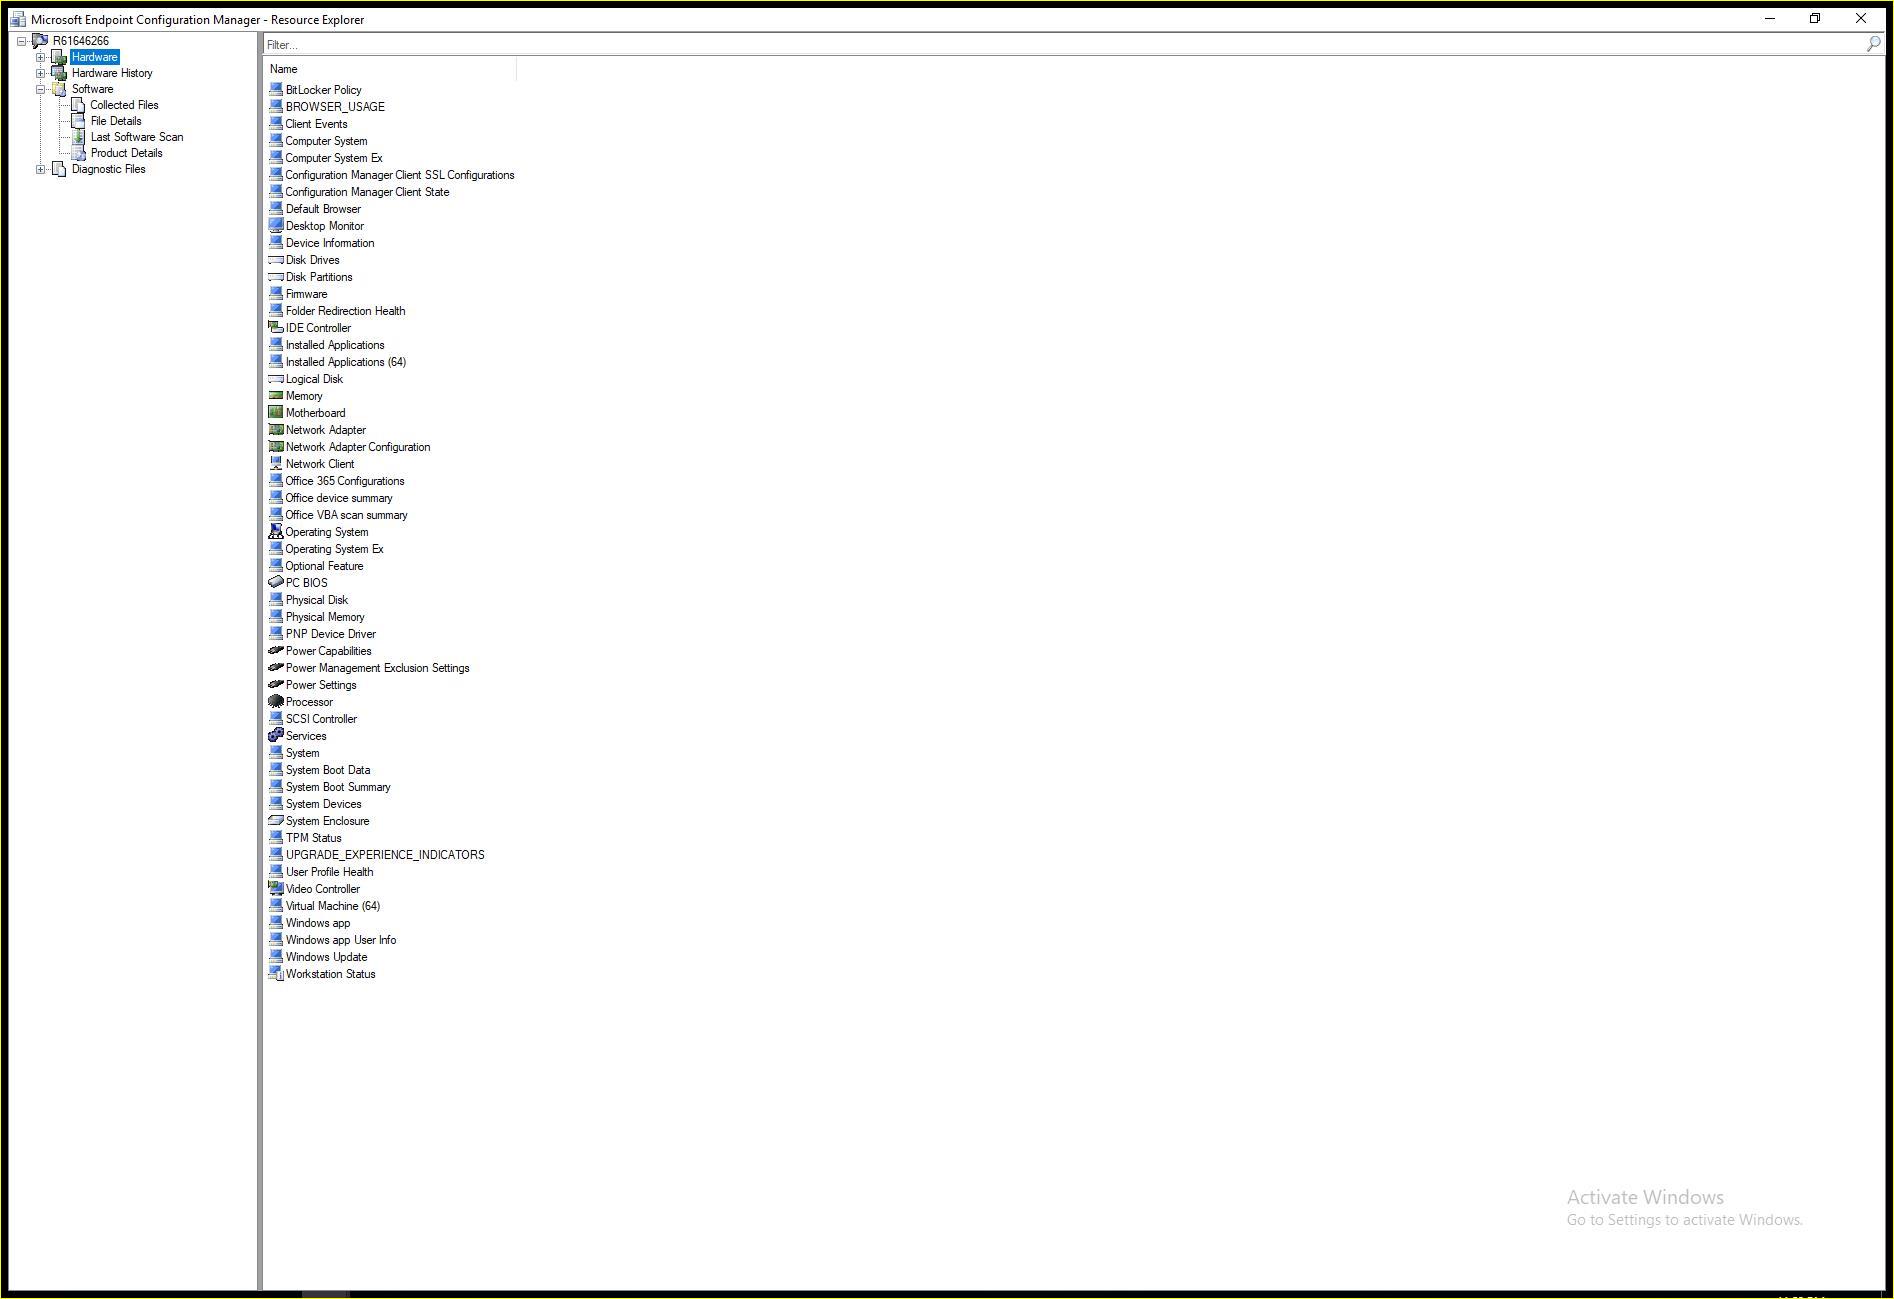 Microsoft Endpoint Configuration Manager - Resource Explorer
R61646266
Hardware
Hardware History
Software
Collected Files
File Details
Last Software Scan
Product Details
Diagnostic Files
Filter...
Name
BitLocker Policy
BROWSER_USAGE
Client Events
Computer System
Computer System Ex
Configuration Manager Client SSL Configurations
Configuration Manager Client State
Default Browser
Desktop Monitor
Device Information
Disk Drives
Disk Partitions
Firmware
Folder Redirection Health
IDE Controller
Installed Applications
Installed Applications (64)
Logical Disk
Memory
Motherboard
Network Adapter
Network Adapter Configuration
Network Client
Office 365 Configurations
Office device summary
Office VBA scan summary
Operating System
Operating System Ex
Optional Feature
PC BIOS
Physical Disk
Physical Memory
PNP Device Driver
Power Capabilities
Power Management Exclusion Settings
Power Settings
Processor
SCSI Controller
Services
System
System Boot Data
System Boot Summary
System Devices
System Enclosure
TPM Status
UPGRADE_EXPERIENCE_INDICATORS
User Profile Health
Video Controller
Virtual Machine (64)
Windows app
Windows app User Info
Windows Update
Workstation Status
Activate Windows
Go to Settings to activate Windows.